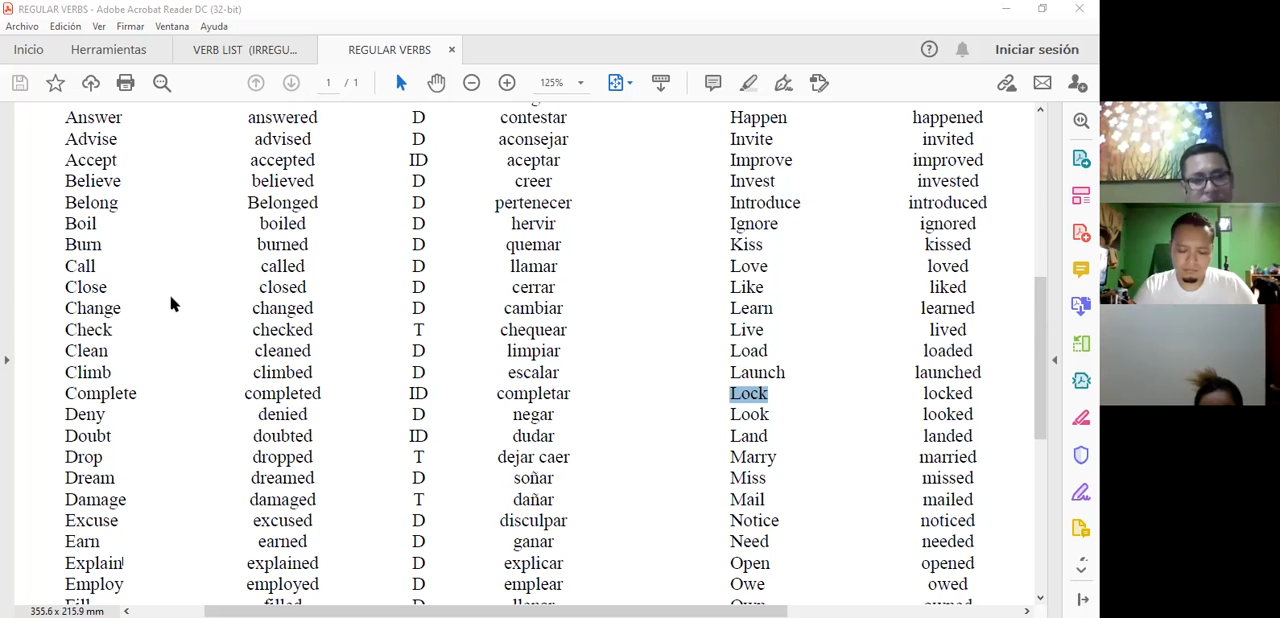 REGULAR VERBS - Adobe Acrobat Reader DC (32-bit)
Archivo Edición Ver Firmar Ventana Ayuda
Inicio Herramientas VERB LIST (IRREGU... REGULAR VERBS × Iniciar sesión
1 / 1 125%
Answer answered D contestar Happen happened
Advise advised D aconsejar Invite invited
Accept accepted ID aceptar Improve improved
Believe believed D creer Invest invested
Belong Belonged D pertenecer Introduce introduced
Boil boiled D hervir Ignore ignored
Burn burned D quemar Kiss kissed
Call called D llamar Love loved
Close closed D cerrar Like liked
Change changed D cambiar Learn learned
Check checked T chequear Live lived
Clean cleaned D limpiar Load loaded
Climb climbed D escalar Launch launched
Complete completed ID completar Lock locked
Deny denied D negar Look looked
Doubt doubted ID dudar Land landed
Drop dropped T dejar caer Marry married
Dream dreamed D soñar Miss missed
Damage damaged T dañar Mail mailed
Excuse excused D disculpar Notice noticed
Earn earned D ganar Need needed
Explain explained D explicar Open opened
Employ employed D emplear Owe owed
355.6 x 215.9 mm